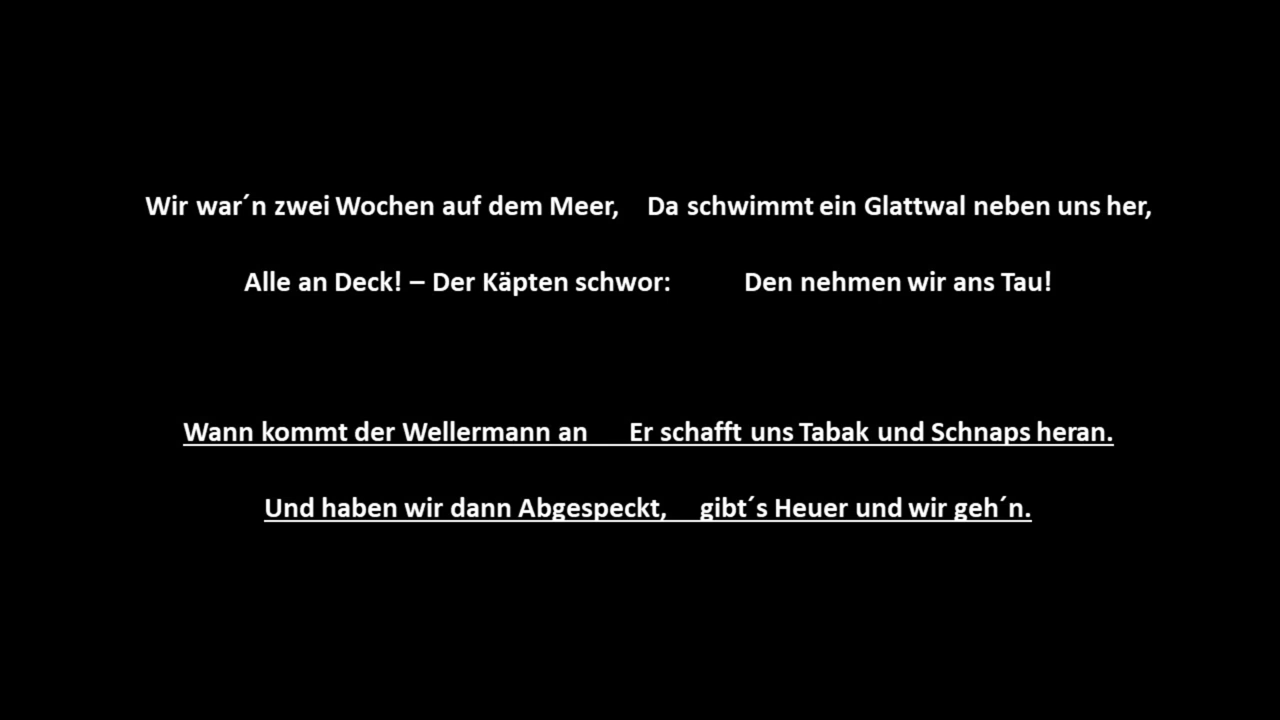 Wir war´n zwei Wochen auf dem Meer, Da schwimmt ein Glattwal neben uns her,
Alle an Deck! – Der Käpten schwor: Den nehmen wir ans Tau!
Wann kommt der Wellermann an Er schafft uns Tabak und Schnaps heran.
Und haben wir dann Abgespeckt, gibt´s Heuer und wir geh´n.